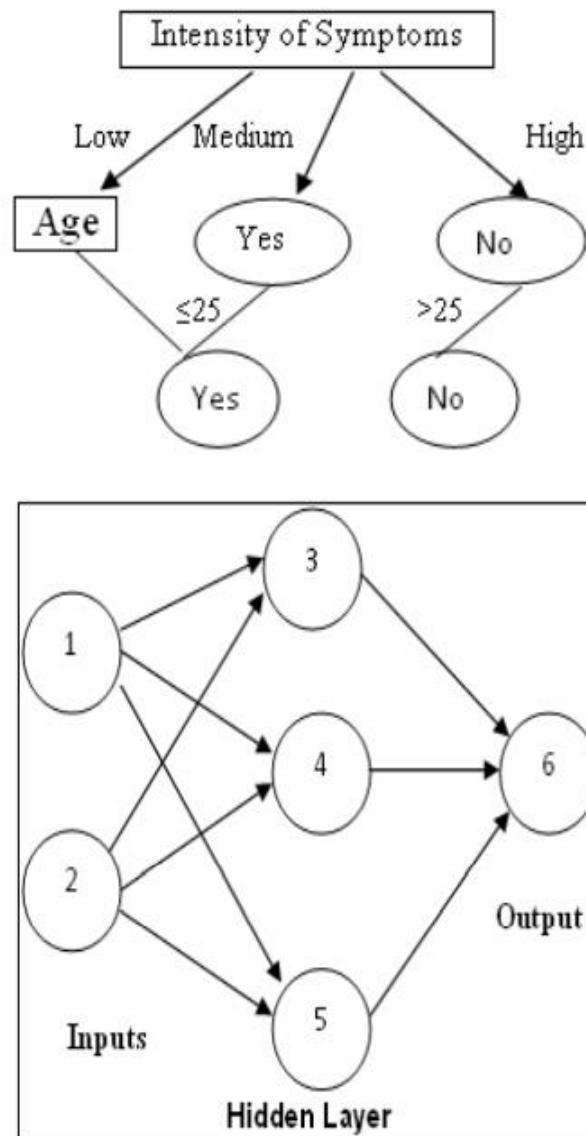 Intensity of Symptoms
Low Medium High
Age Yes No
≤25 >25
Yes No
3
1
4 6
2
Output
5
Inputs
Hidden Layer